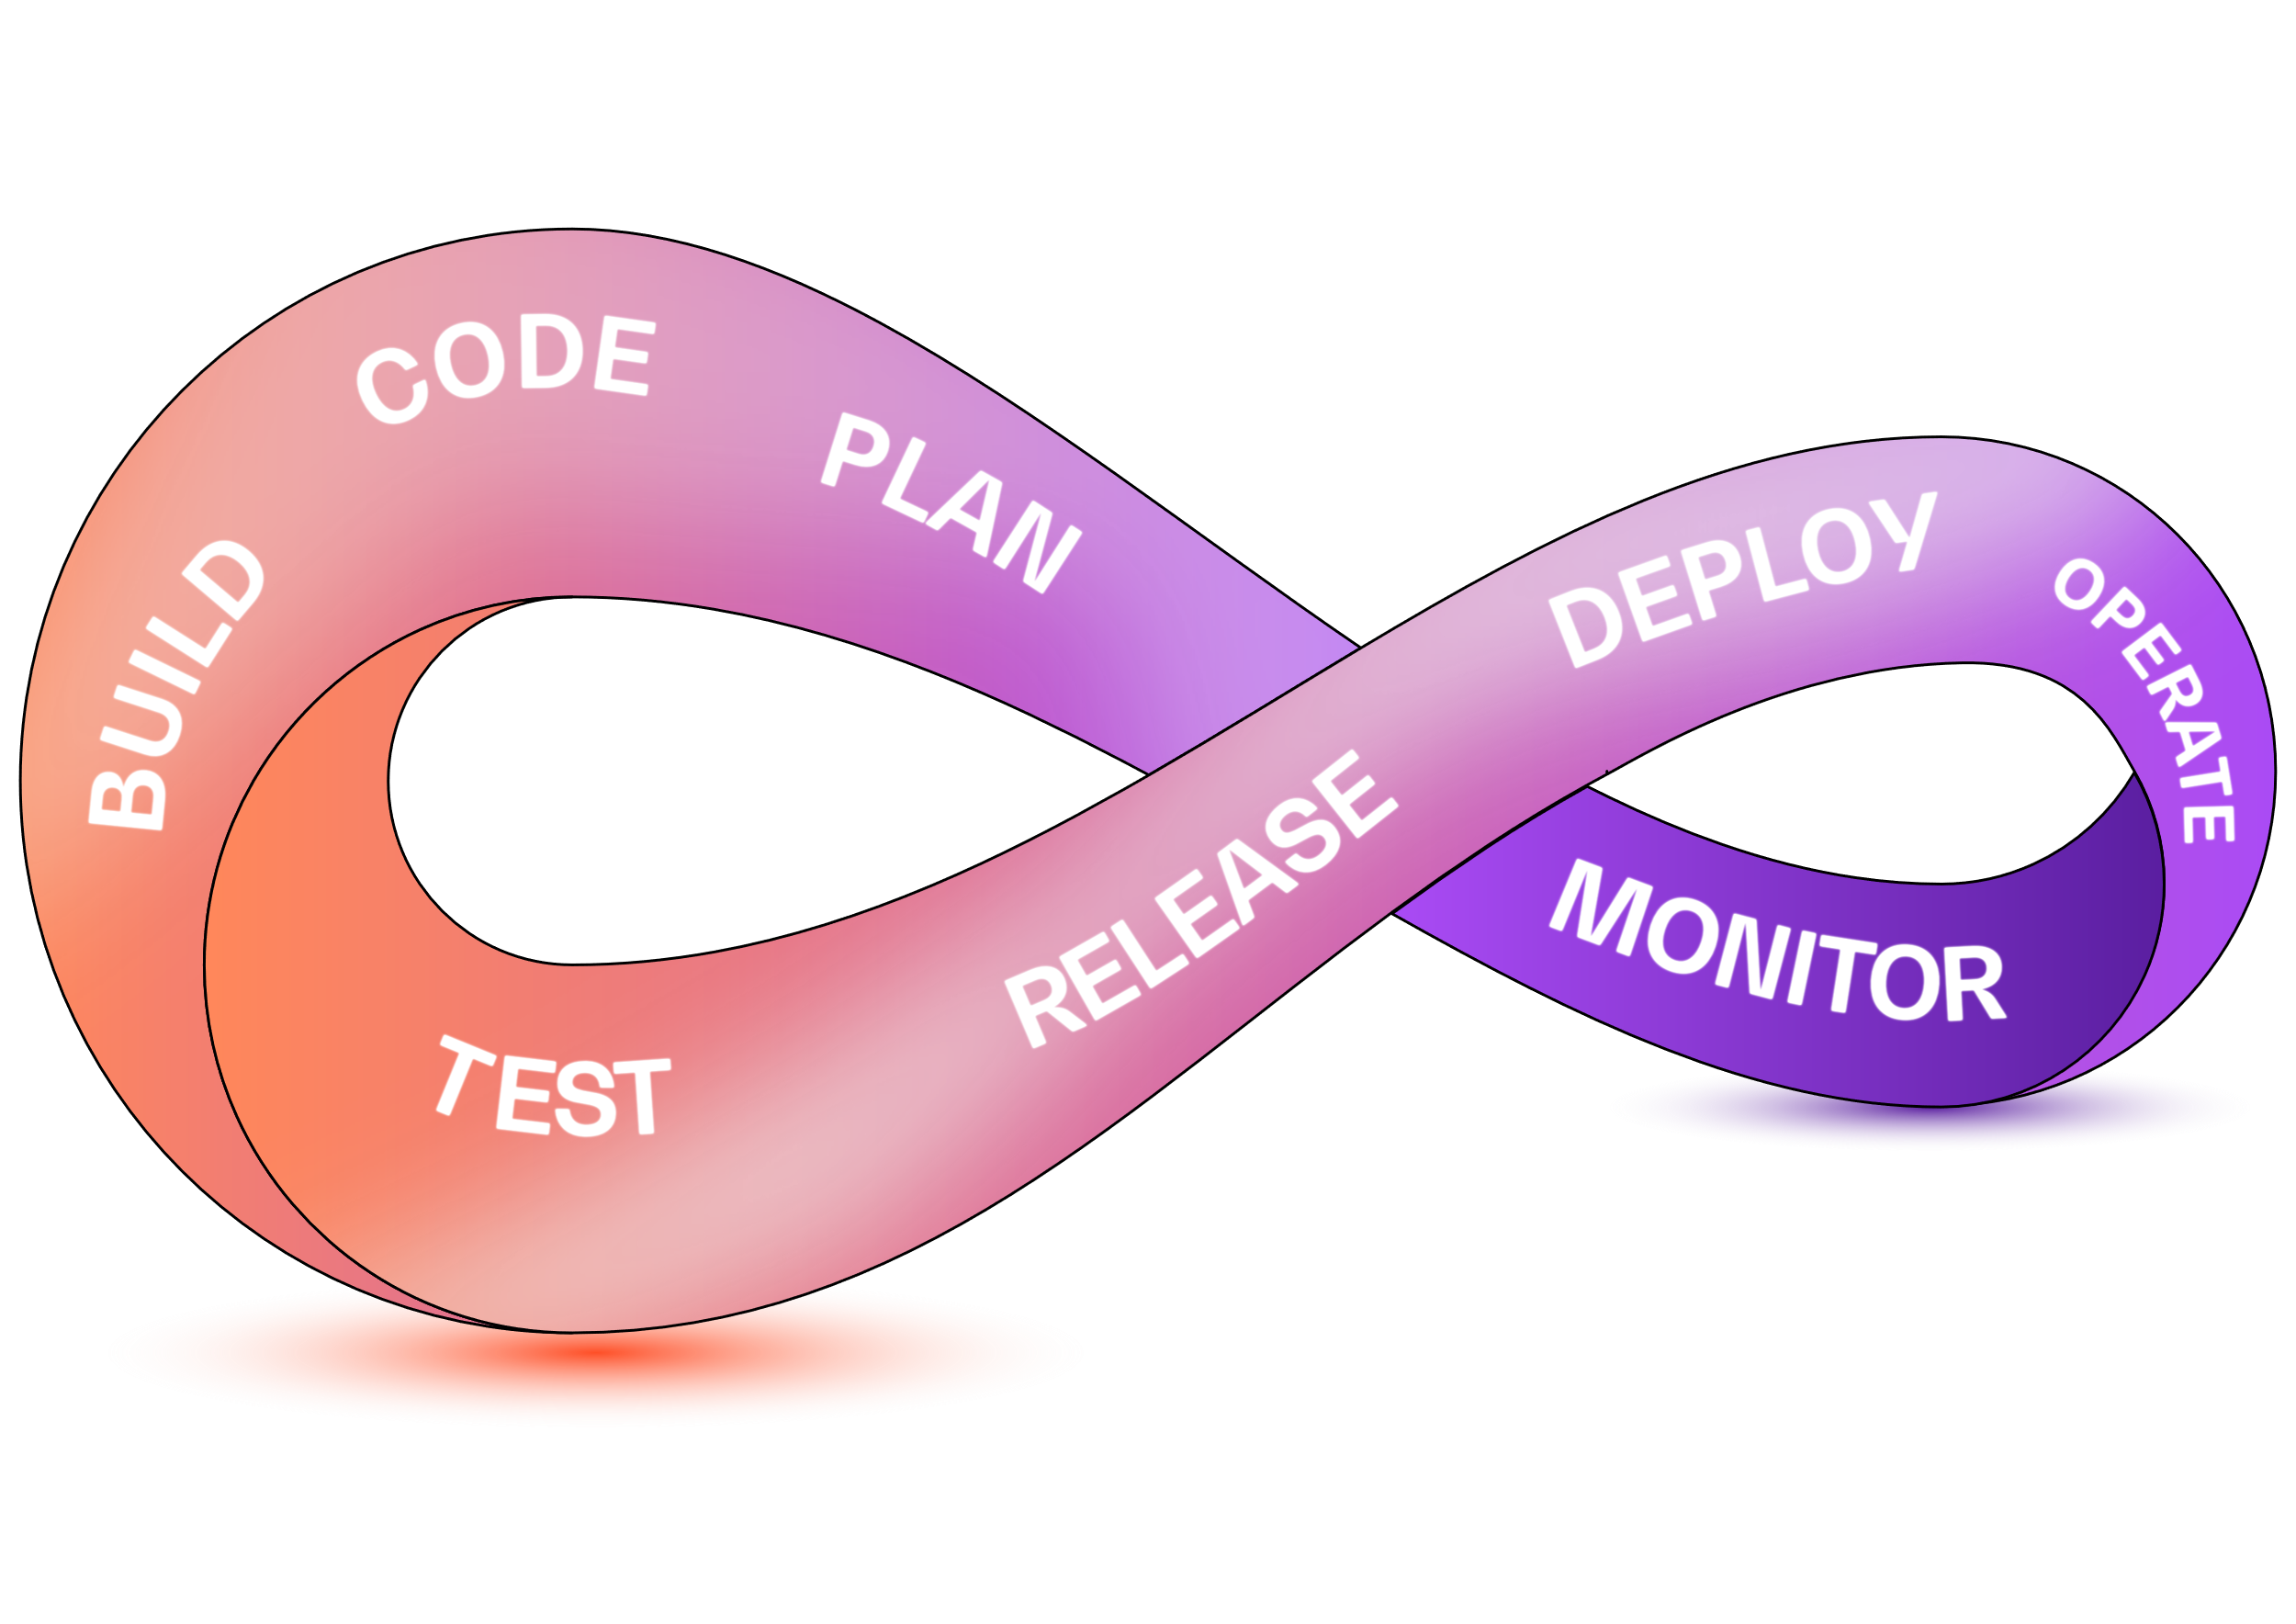 CODE
PLAN
BUILD
TEST
RELEASE
DEPLOY
OPERATE
MONITOR